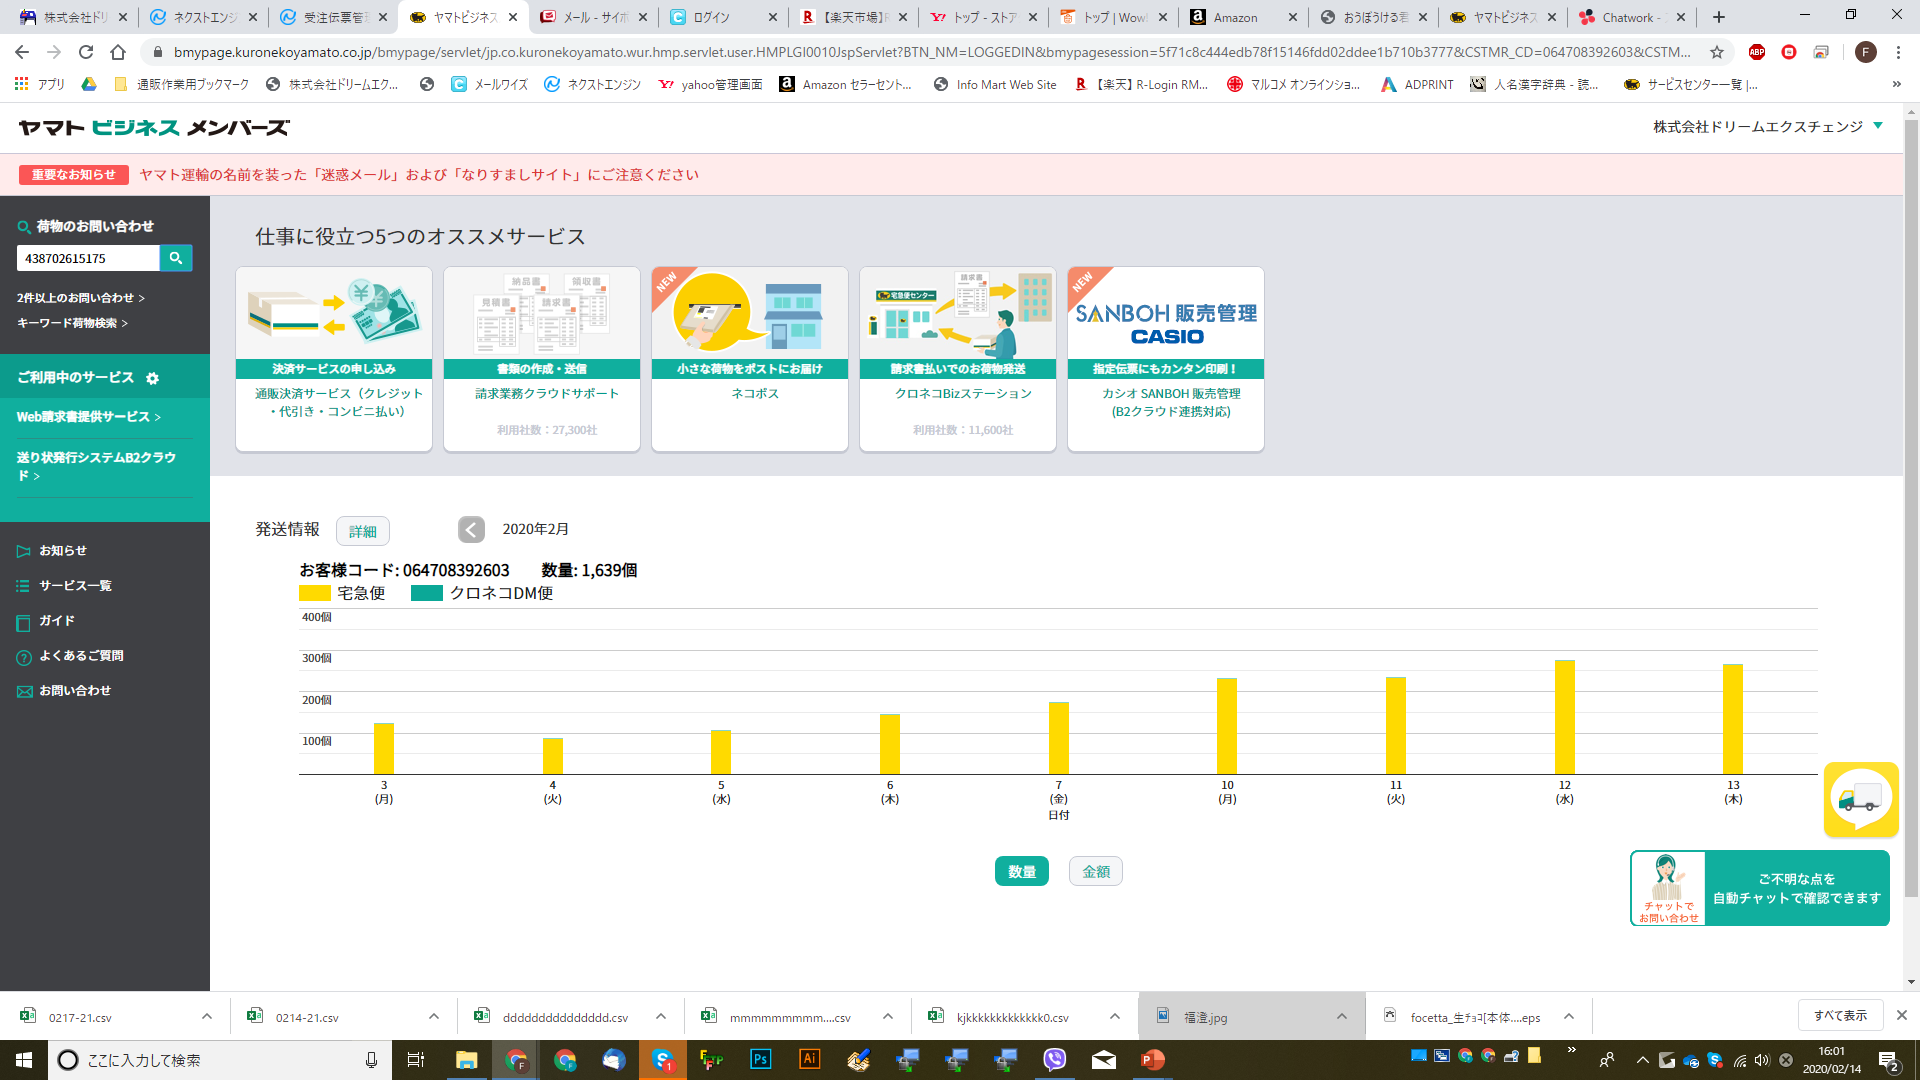 株式会社ドリ
ネクストエンジ
受注伝票管
ヤマトビジネス
メール - サイボ
ログイン
【楽天市場】R
トップ - ストア
トップ | Wow!
Amazon
おうぼうける君
ヤマトビジネス
Chatwork -
bmypage.kuronekoyamato.co.jp/bmypage/servlet/jp.co.kuronekoyamato.wur.hmp.servlet.user.HMPLGI0010JspServlet?BTN_NM=LOGGEDIN&bmypagesession=5f71c8c444edb78f15146fdd02ddee1b710b3777&CSTMR_CD=064708392603&CSTM...
ABP
F
アプリ
通販作業用ブックマーク
株式会社ドリームエク...
メールワイズ
ネクストエンジン
yahoo管理画面
Amazon セラーセント...
Info Mart Web Site
【楽天】R-Login RM...
マルコメ オンラインショ...
ADPRINT
人名漢字辞典 - 読...
サービスセンター一覧 |...
ヤマト ビジネス メンバーズ
株式会社ドリームエクスチェンジ
重要なお知らせ
ヤマト運輸の名前を装った「迷惑メール」および「なりすましサイト」にご注意ください
荷物のお問い合わせ
438702615175
2件以上のお問い合わせ >
キーワード荷物検索 >
ご利用中のサービス
Web請求書提供サービス >
送り状発行システムB2クラウ
ド >
お知らせ
サービス一覧
ガイド
よくあるご質問
お問い合わせ
仕事に役立つ5つのオススメサービス
決済サービスの申し込み
通販決済サービス（クレジット
・代引き・コンビニ払い）
納品書
領収書
見積書
請求書
書類の作成・送信
請求業務クラウドサポート
利用社数：27,300社
NEW
小さな荷物をポストにお届け
ネコポス
請求書
宅急便センター
請求書払いでのお荷物発送
クロネコBizステーション
利用社数：11,600社
NEW
SANBOH 販売管理
CASIO
指定伝票にもカンタン印刷！
カシオ SANBOH 販売管理
(B2クラウド連携対応)
発送情報
詳細
2020年2月
お客様コード: 064708392603
数量: 1,639個
宅急便
クロネコDM便
400個
300個
200個
100個
3
(月)
4
(火)
5
(水)
6
(木)
7
(金)
10
(月)
11
(火)
12
(水)
13
(木)
日付
数量
金額
チャットで
お問い合わせ
ご不明な点を
自動チャットで確認できます
0217-21.csv
0214-21.csv
ddddddddddddddd.csv
mmmmmmmmm....csv
kjkkkkkkkkkkkkk0.csv
福澄.jpg
focetta_生ﾁｮｺ[本体....eps
すべて表示
ここに入力して検索
16:01
2020/02/14
2